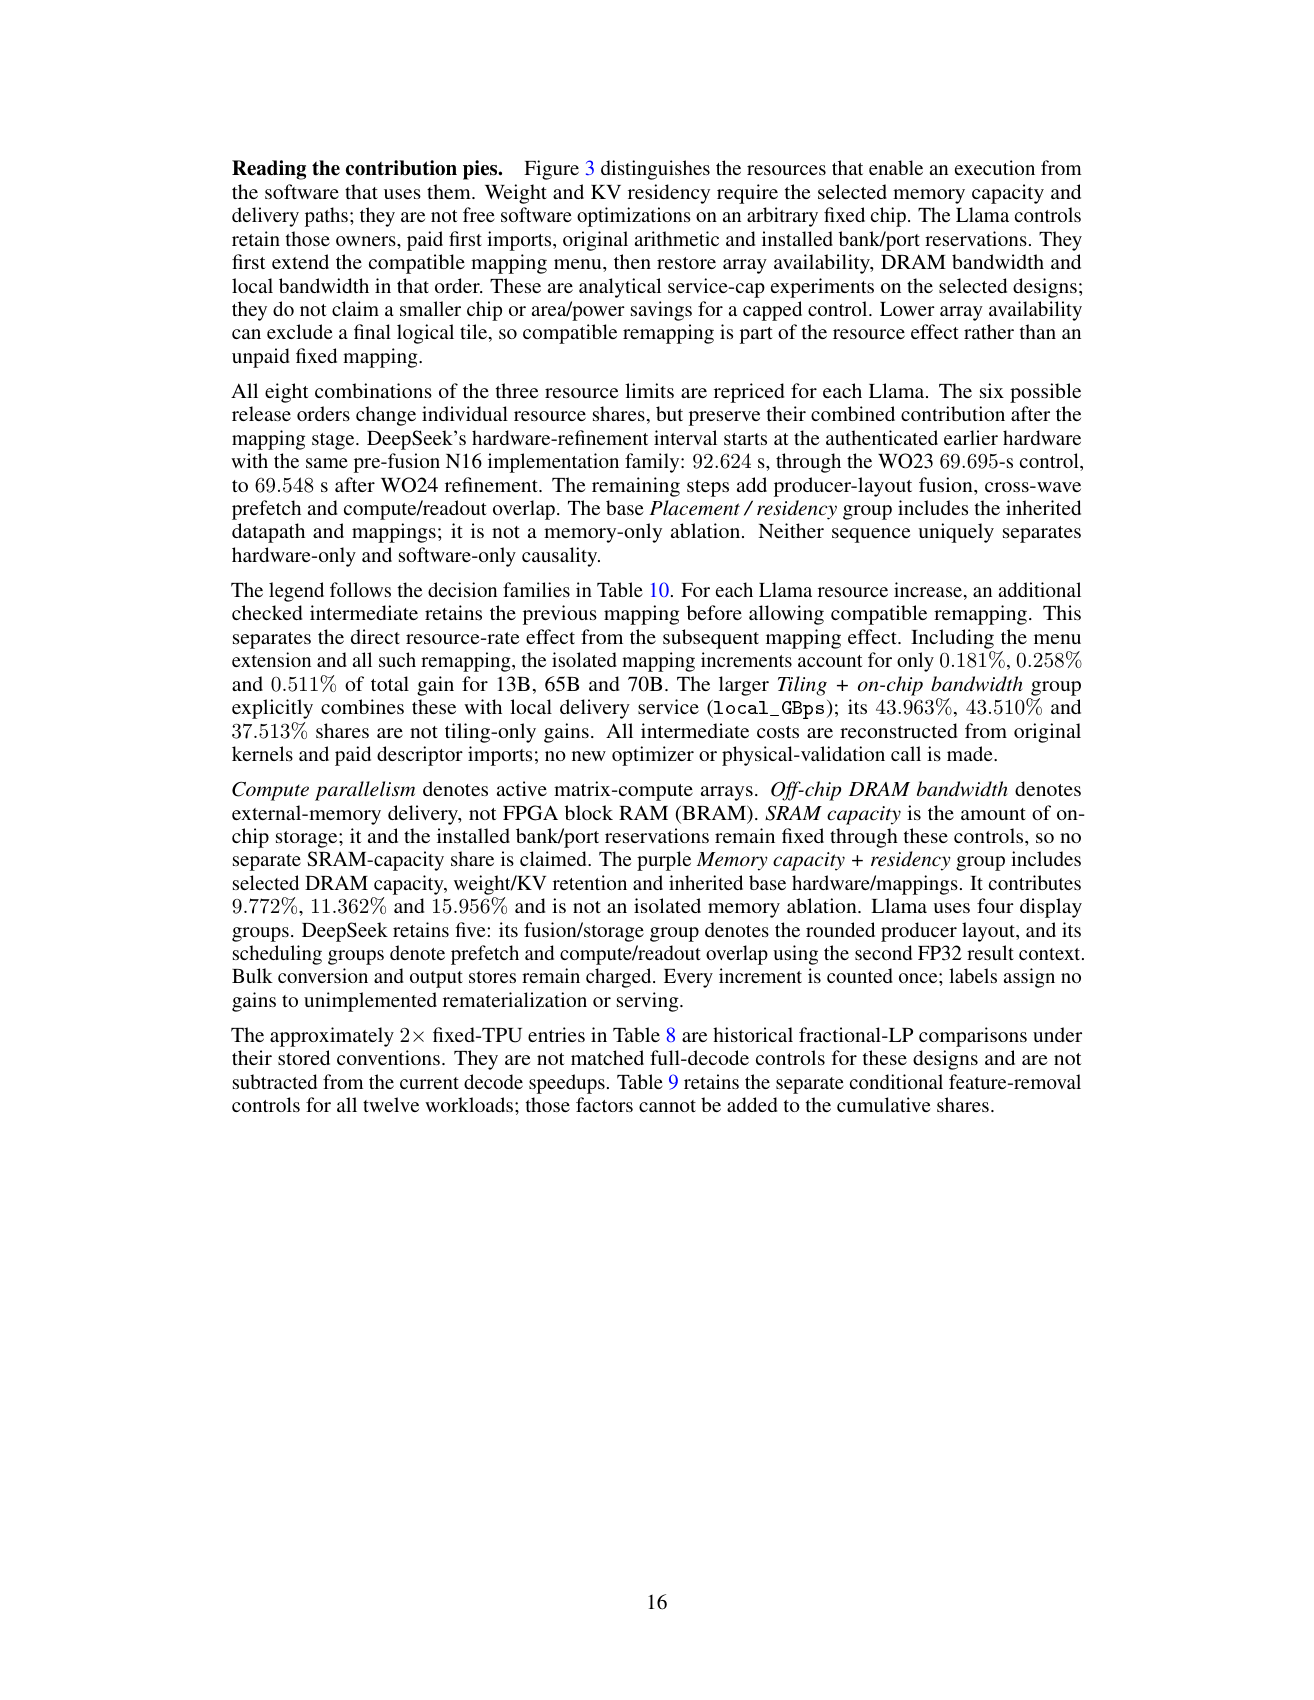 Reading the contribution pies. Figure 3 distinguishes the resources that enable an execution from
the software that uses them. Weight and KV residency require the selected memory capacity and
delivery paths; they are not free software optimizations on an arbitrary fixed chip. The Llama controls
retain those owners, paid first imports, original arithmetic and installed bank/port reservations. They
first extend the compatible mapping menu, then restore array availability, DRAM bandwidth and
local bandwidth in that order. These are analytical service-cap experiments on the selected designs;
they do not claim a smaller chip or area/power savings for a capped control. Lower array availability
can exclude a final logical tile, so compatible remapping is part of the resource effect rather than an
unpaid fixed mapping.
All eight combinations of the three resource limits are repriced for each Llama. The six possible
release orders change individual resource shares, but preserve their combined contribution after the
mapping stage. DeepSeek's hardware-refinement interval starts at the authenticated earlier hardware
with the same pre-fusion N16 implementation family: 92.624 s, through the WO23 69.695-s control,
to 69.548 s after WO24 refinement. The remaining steps add producer-layout fusion, cross-wave
prefetch and compute/readout overlap. The base Placement / residency group includes the inherited
datapath and mappings; it is not a memory-only ablation. Neither sequence uniquely separates
hardware-only and software-only causality.
The legend follows the decision families in Table 10. For each Llama resource increase, an additional
checked intermediate retains the previous mapping before allowing compatible remapping. This
separates the direct resource-rate effect from the subsequent mapping effect. Including the menu
extension and all such remapping, the isolated mapping increments account for only 0.181%, 0.258%
and 0.511% of total gain for 13B, 65B and 70B. The larger Tiling + on-chip bandwidth group
explicitly combines these with local delivery service (local_GBps); its 43.963%, 43.510% and
37.513% shares are not tiling-only gains. All intermediate costs are reconstructed from original
kernels and paid descriptor imports; no new optimizer or physical-validation call is made.
Compute parallelism denotes active matrix-compute arrays. Off-chip DRAM bandwidth denotes
external-memory delivery, not FPGA block RAM (BRAM). SRAM capacity is the amount of on-
chip storage; it and the installed bank/port reservations remain fixed through these controls, so no
separate SRAM-capacity share is claimed. The purple Memory capacity + residency group includes
selected DRAM capacity, weight/KV retention and inherited base hardware/mappings. It contributes
9.772%, 11.362% and 15.956% and is not an isolated memory ablation. Llama uses four display
groups. DeepSeek retains five: its fusion/storage group denotes the rounded producer layout, and its
scheduling groups denote prefetch and compute/readout overlap using the second FP32 result context.
Bulk conversion and output stores remain charged. Every increment is counted once; labels assign no
gains to unimplemented rematerialization or serving.
The approximately 2× fixed-TPU entries in Table 8 are historical fractional-LP comparisons under
their stored conventions. They are not matched full-decode controls for these designs and are not
subtracted from the current decode speedups. Table 9 retains the separate conditional feature-removal
controls for all twelve workloads; those factors cannot be added to the cumulative shares.
16